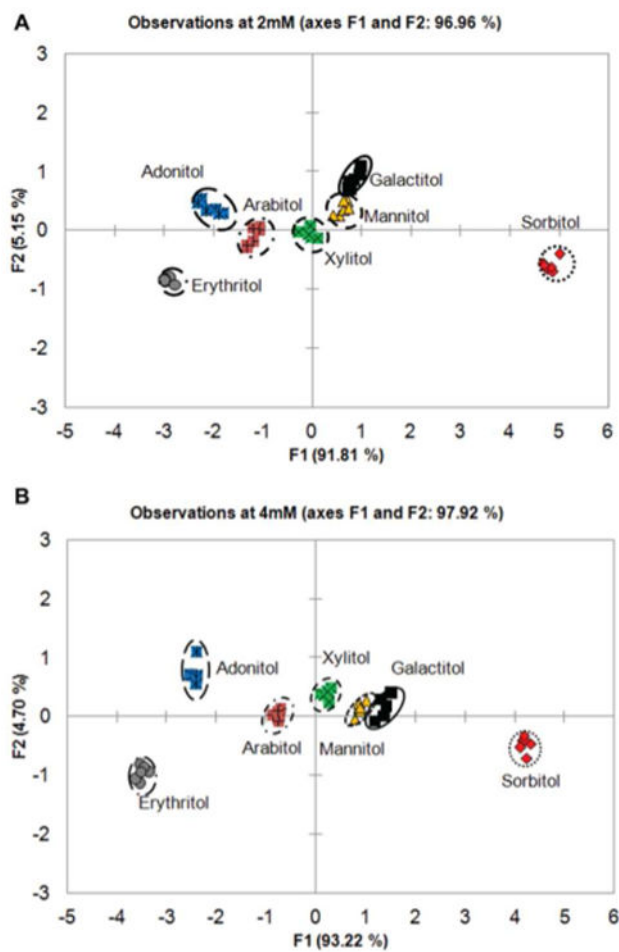 A
Observations at 2mM (axes F1 and F2: 96.96 %)
3
2
1
0
-1
-2
-3
F2 (5.15 %)
Adonitol
Galactitol
Arabitol
Mannitol
Sorbitol
Xylitol
Erythritol
-5 -4 -3 -2 -1 0 1 2 3 4 5 6
F1 (91.81 %)
B
Observations at 4mM (axes F1 and F2: 97.92 %)
3
2
1
0
-1
-2
-3
F2 (4.70 %)
Xylitol
Galactitol
Adonitol
Arabitol
Mannitol
Sorbitol
Erythritol
-5 -4 -3 -2 -1 0 1 2 3 4 5 6
F1 (93.22 %)